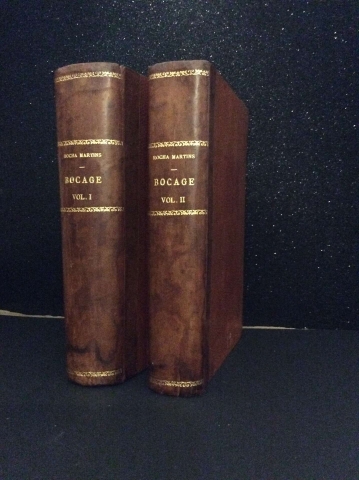 ROCHA MARTINS
BOCAGE
VOL. I
ROCHA MARTINS
BOCAGE
VOL. II